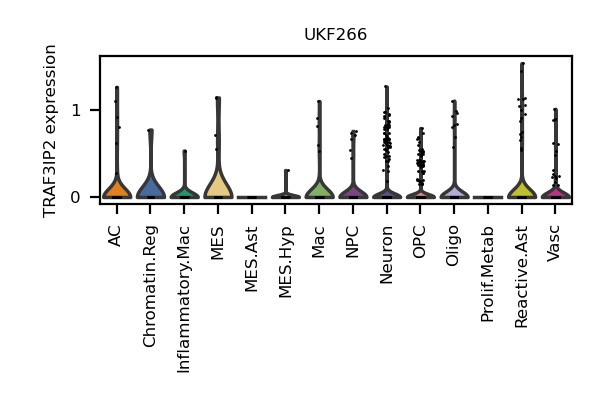 UKF266
TRAF3IP2 expression
1
0
AC
Chromatin.Reg
Inflammatory.Mac
MES
MES.Ast
MES.Hyp
Mac
NPC
Neuron
OPC
Oligo
Prolif.Metab
Reactive.Ast
Vasc